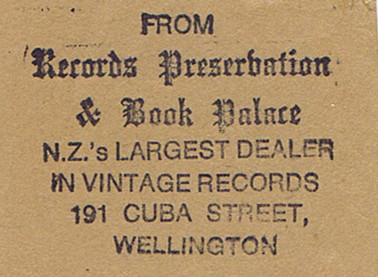 FROM
Records Preservation
& Book Palace
N.Z.'s LARGEST DEALER
IN VINTAGE RECORDS
191 CUBA STREET,
WELLINGTON